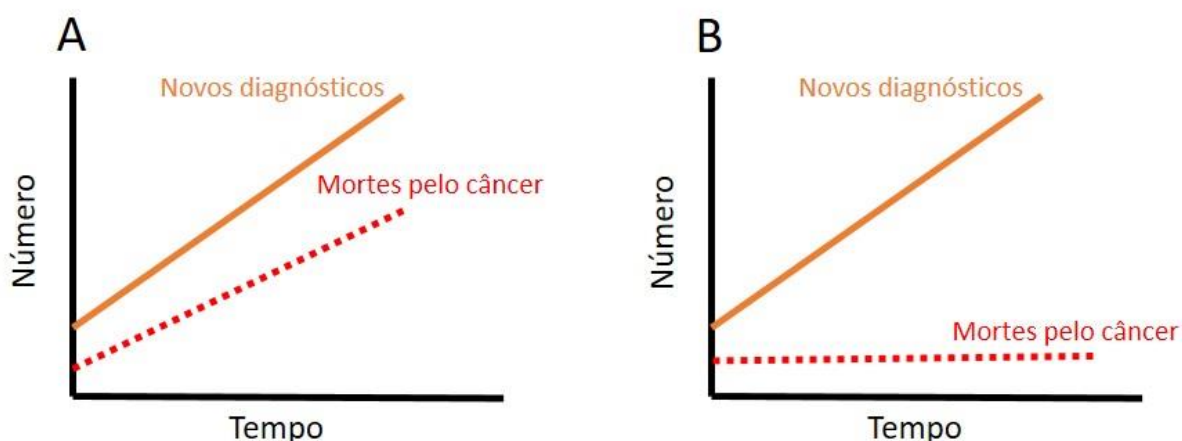 A
Novos diagnósticos
Mortes pelo câncer
Número
Tempo
B
Novos diagnósticos
Mortes pelo câncer
Número
Tempo